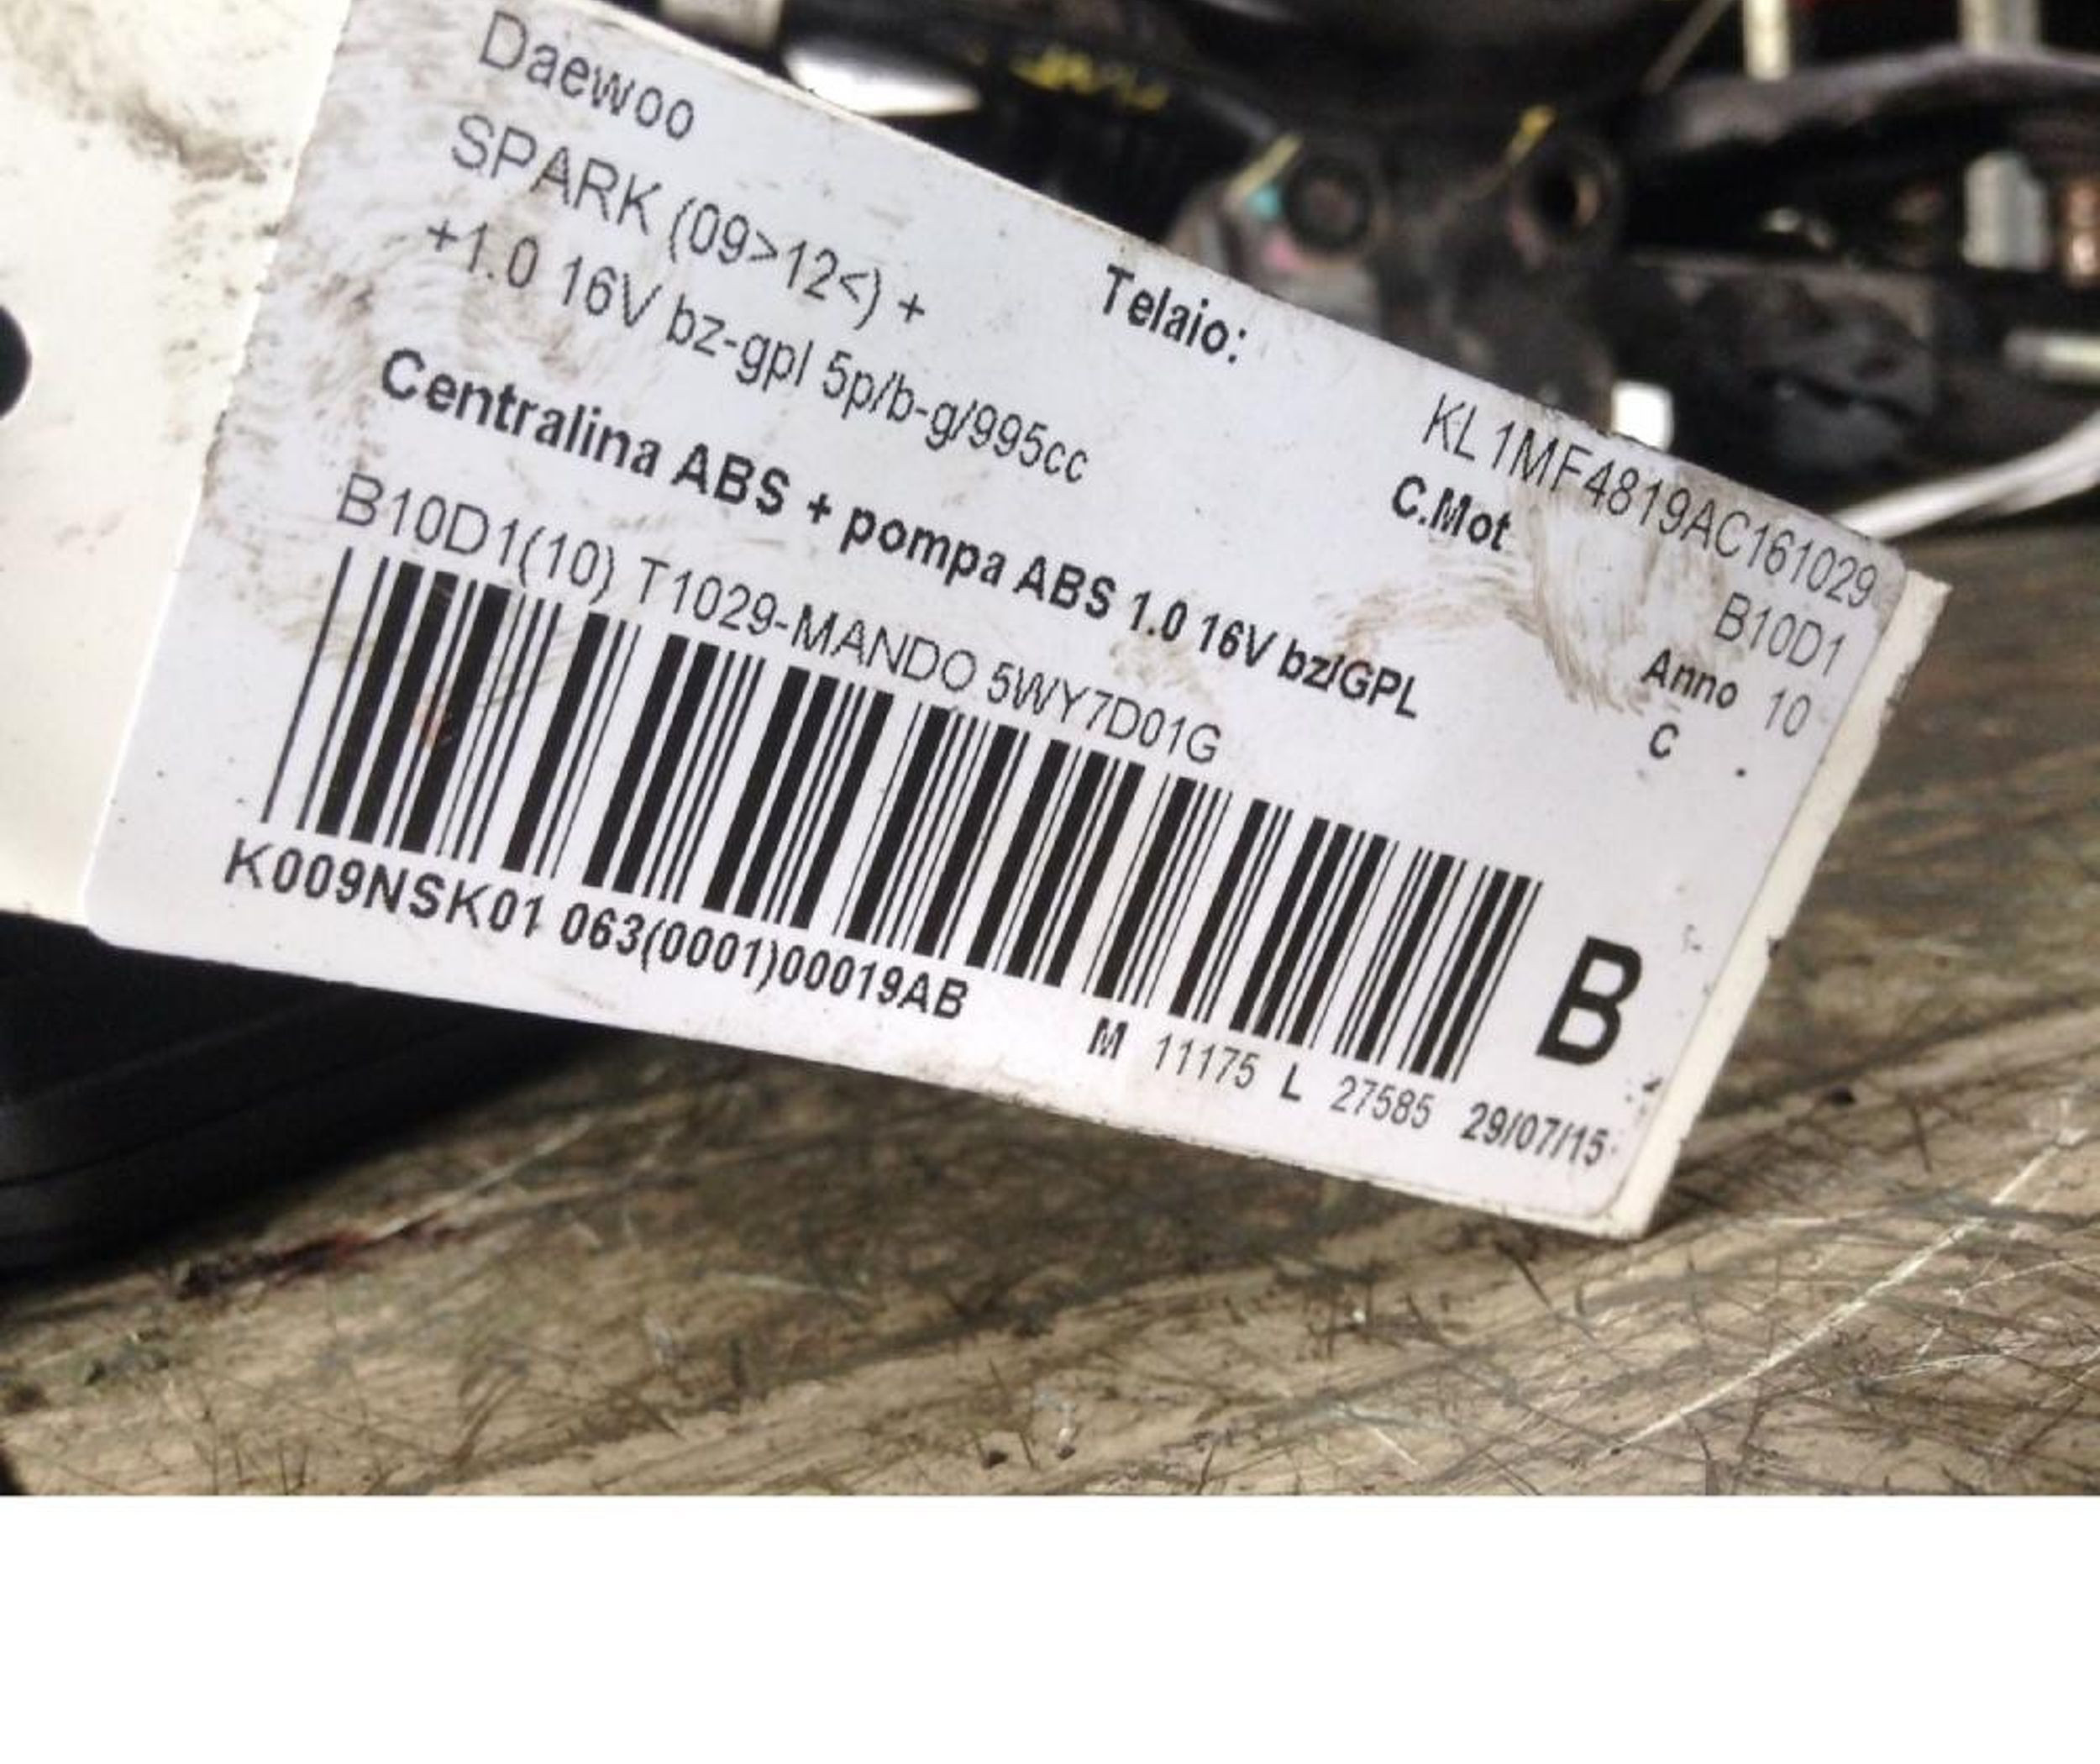 Daewoo
SPARK (09>12<) +
Telaio:
KL1MF4819AC161029
+1.0 16V bz-gpl 5p/b-g/995cc
C.Mot
B10D1
Centralina ABS + pompa ABS 1.0 16V bz/GPL
Anno 10
B10D1(10) T1029-MANDO 5WY7D01G
C
B
K009NSK01 063(0001)00019AB
M 11175 L 27585 29/07/15